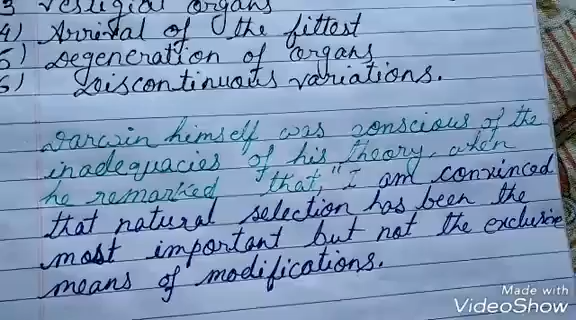 3 vestigial organs
4) Arrival of the fittest
5) Degeneration of organs
6) Discontinuous variations.
Darwin himself was conscious of the
inadequacies of his theory, when
he remarked that, "I am convinced
that natural selection has been the
most important but not the exclusive
means of modifications.
Made with
VideoShow